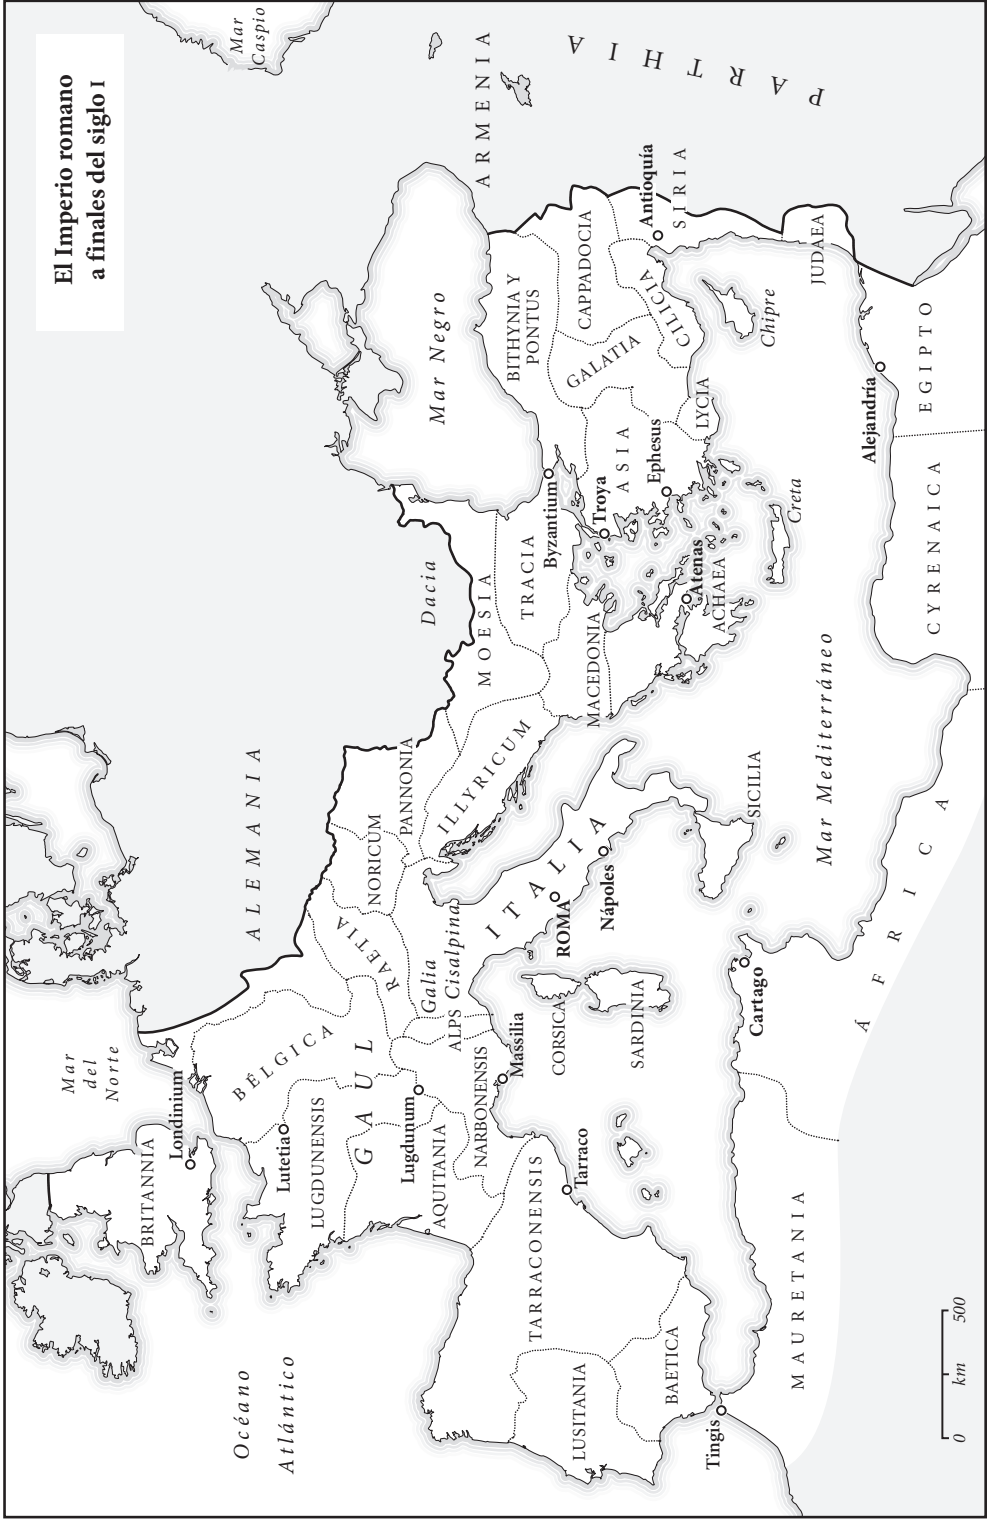 El Imperio romano
a finales del siglo I
Mar
Caspio
ARMENIA
PARTHIA
Mar Negro
Antioquía
SIRIA
JUDAEA
CAPPADOCIA
CILICIA
BITHYNIA Y
PONTUS
GALATIA
Chipre
LYCIA
EGIPTO
Alejandría
ASIA
Ephesus
Troya
Byzantium
Creta
CYRENAICA
Dacia
MOESIA
TRACIA
Atenas
ACHAEA
MACEDONIA
Mar Mediterráneo
ALEMANIA
PANNONIA
ILLYRICUM
NORICUM
SICILIA
ITALIA
Nápoles
ROMA
RAETIA
Galia
Cisalpina
ALPS
CORSICA
SARDINIA
Cartago
ÁFRICA
Mar
del
Norte
BÉLGICA
GAUL
Massilia
NARBONENSIS
Lugdunum
AQUITANIA
Lutetia
LUGDUNENSIS
Londinium
BRITANNIA
Tarraco
TARRACONENSIS
MAURETANIA
BAETICA
LUSITANIA
Tingis
Océano
Atlántico
0 km 500